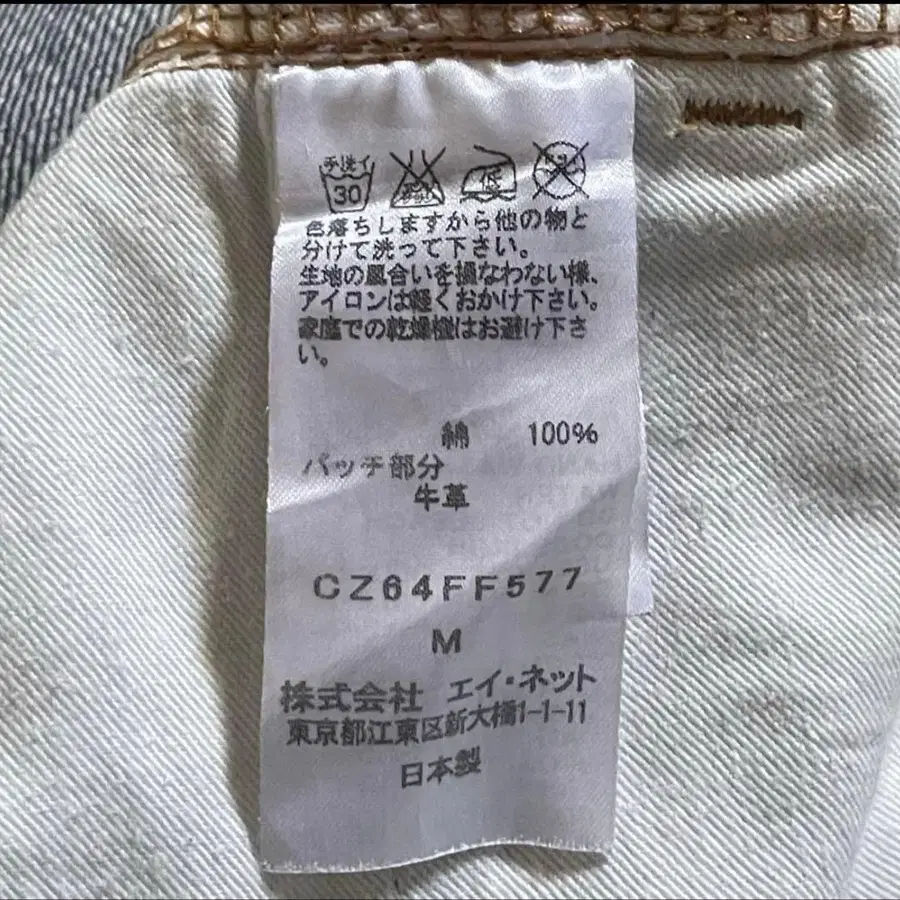 手洗イ
30
色落ちしますから他の物と
分けて洗って下さい。
生地の風合いを損なわない様、
アイロンは軽くおかけ下さい。
家庭での乾燥機はお避け下さ
い。
綿 100%
パッチ部分
牛革
CZ64FF577
M
株式会社 エイ・ネット
東京都江東区新大橋1-1-11
日本製